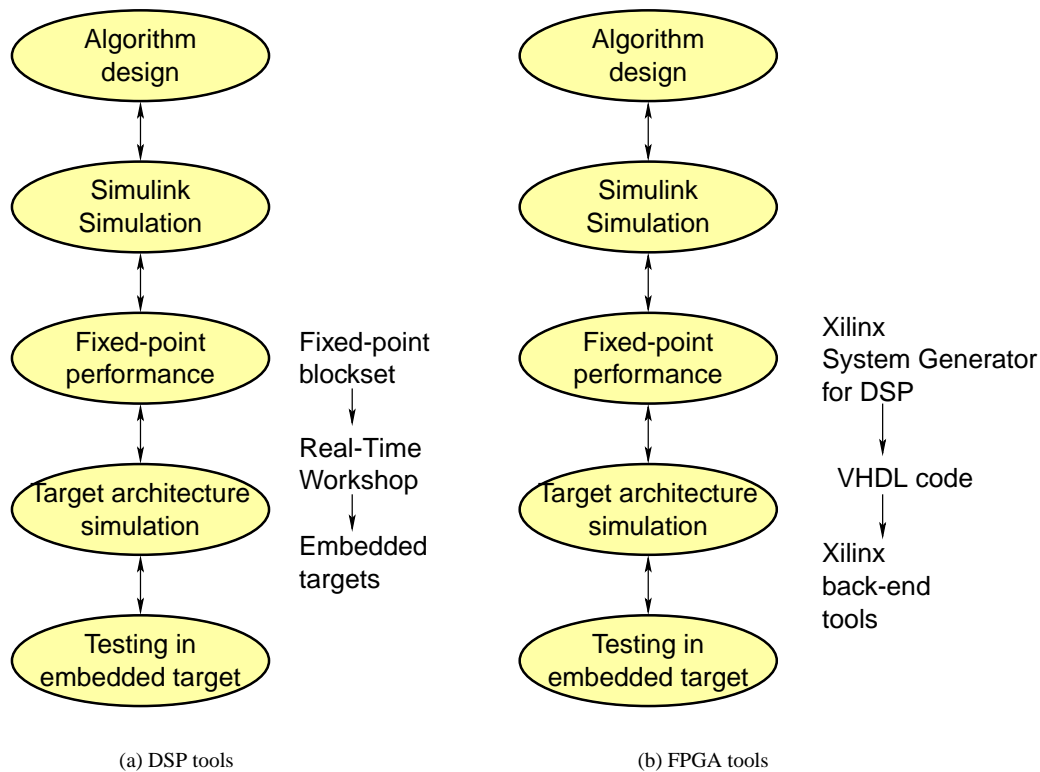 Algorithm
design
Simulink
Simulation
Fixed-point
performance
Target architecture
simulation
Testing in
embedded target
Fixed-point
blockset
Real-Time
Workshop
Embedded
targets
(a) DSP tools
Algorithm
design
Simulink
Simulation
Fixed-point
performance
Target architecture
simulation
Testing in
embedded target
Xilinx
System Generator
for DSP
VHDL code
Xilinx
back-end
tools
(b) FPGA tools